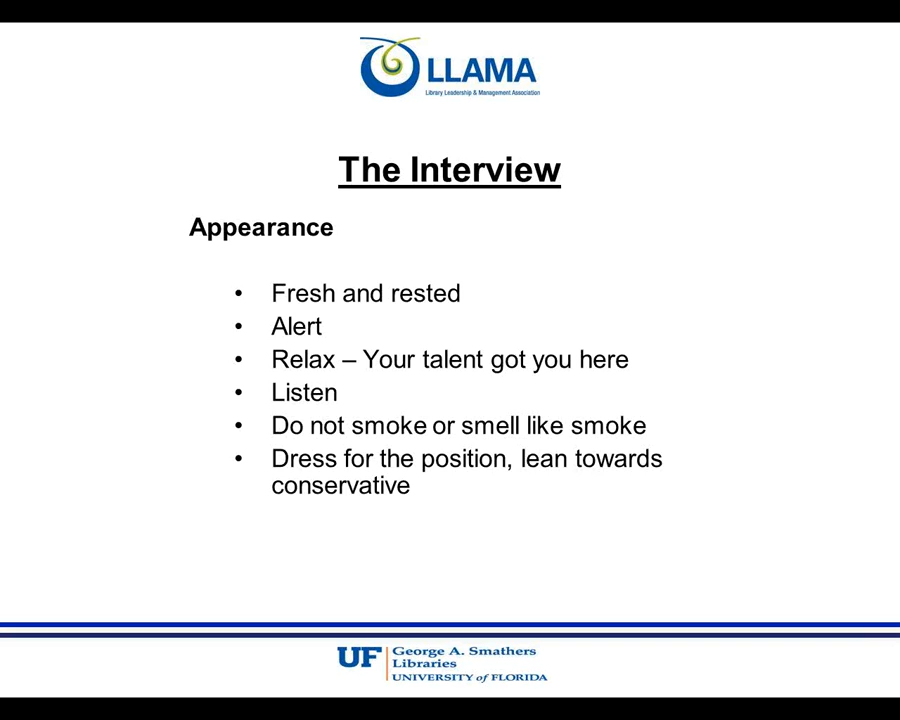 LLAMA
Library Leadership & Management Association
The Interview
Appearance
• Fresh and rested
• Alert
• Relax – Your talent got you here
• Listen
• Do not smoke or smell like smoke
• Dress for the position, lean towards
conservative
UF George A. Smathers
Libraries
UNIVERSITY of FLORIDA